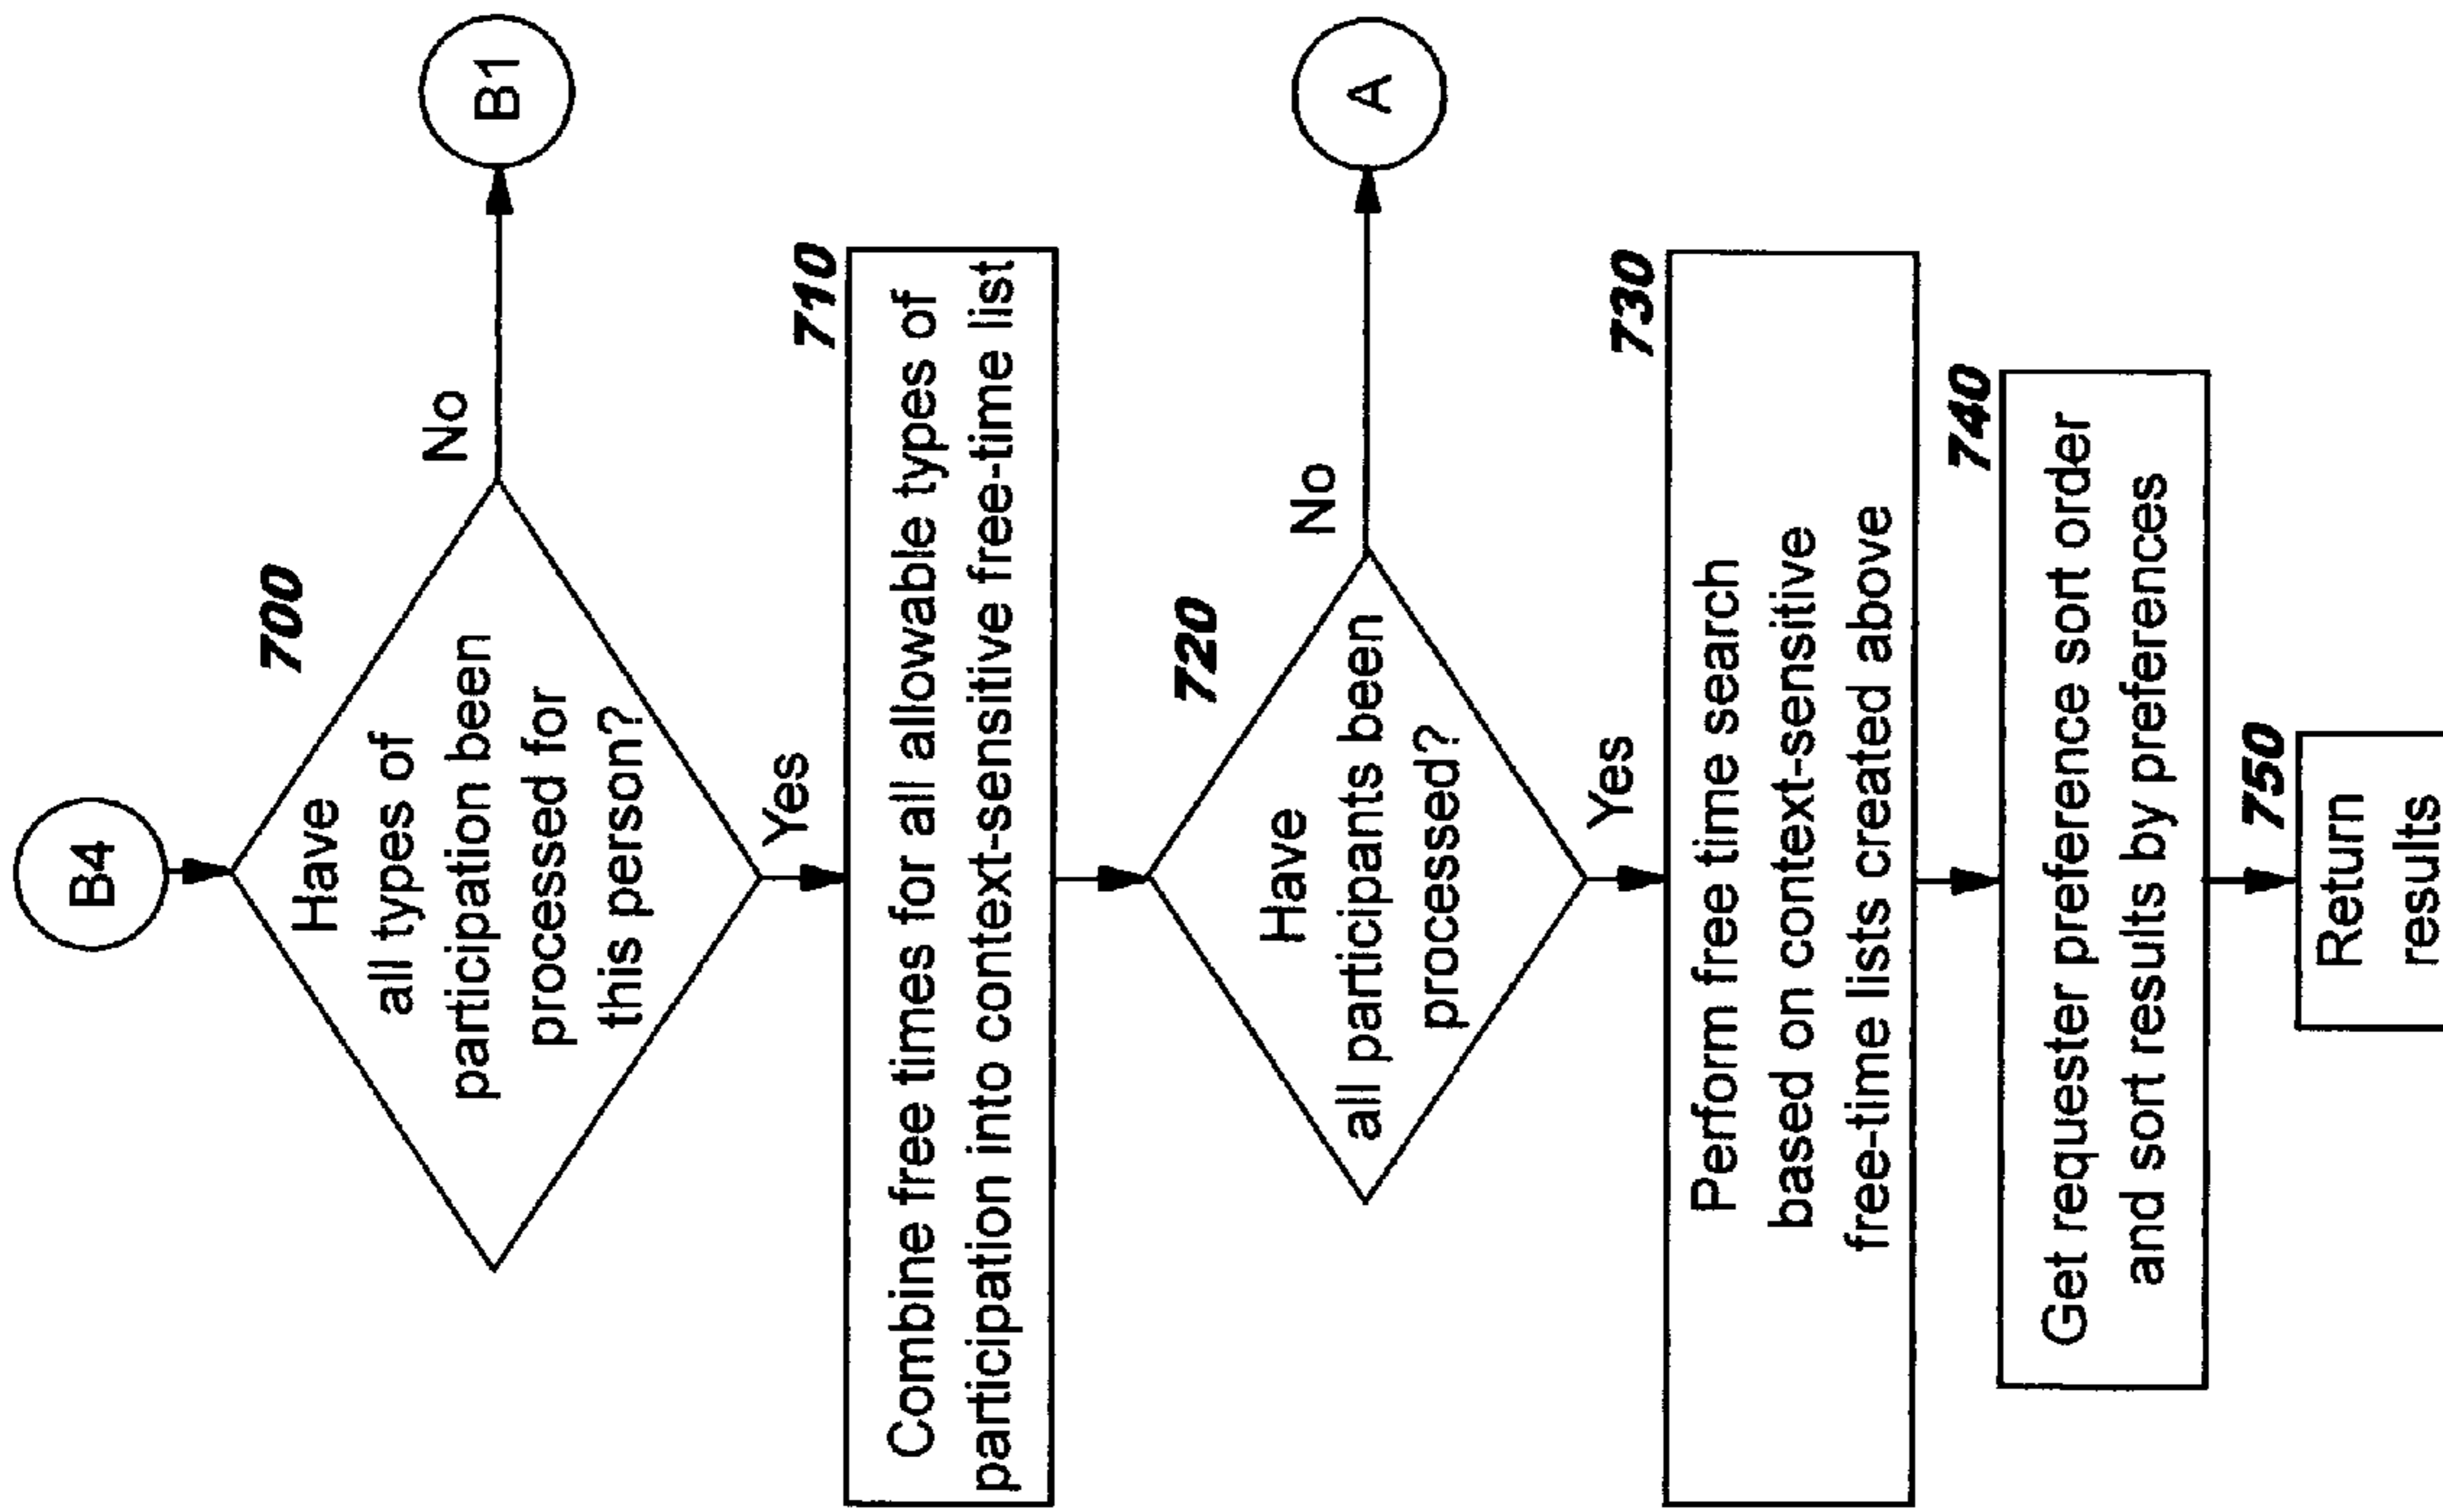 B4
700
Have
all types of
participation been
processed for
this person?
No
B1
Yes
710
Combine free times for all allowable types of
participation into context-sensitive free-time list
720
Have
all participants been
processed?
No
A
Yes
730
Perform free time search
based on context-sensitive
free-time lists created above
740
Get requester preference sort order
and sort results by preferences
750
Return
results